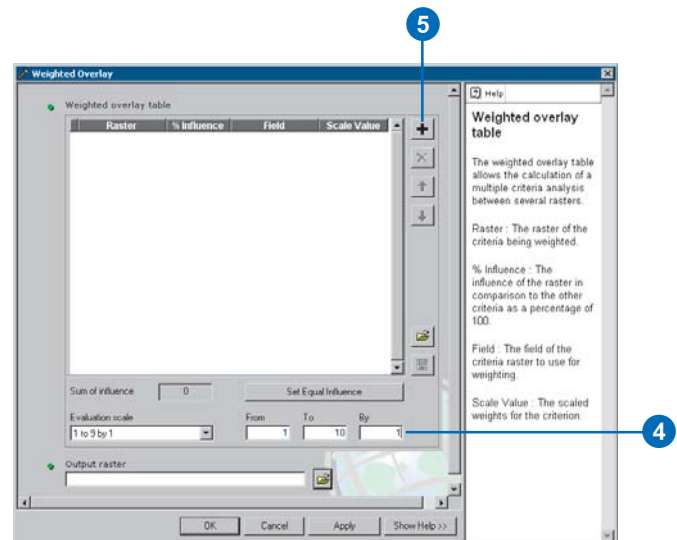 5
Weighted Overlay
Weighted overlay table
Raster % Influence Field Scale Value
Sum of influence 0 Set Equal Influence
Evaluation scale From To By
1 to 9 by 1 1 10 1
Output raster
OK Cancel Apply Show Help >>
Help
Weighted overlay
table
The weighted overlay table
allows the calculation of a
multiple criteria analysis
between several rasters.
Raster : The raster of the
criteria being weighted.
% Influence : The
influence of the raster in
comparison to the other
criteria as a percentage of
100.
Field : The field of the
criteria raster to use for
weighting.
Scale Value : The scaled
weights for the criterion.
4